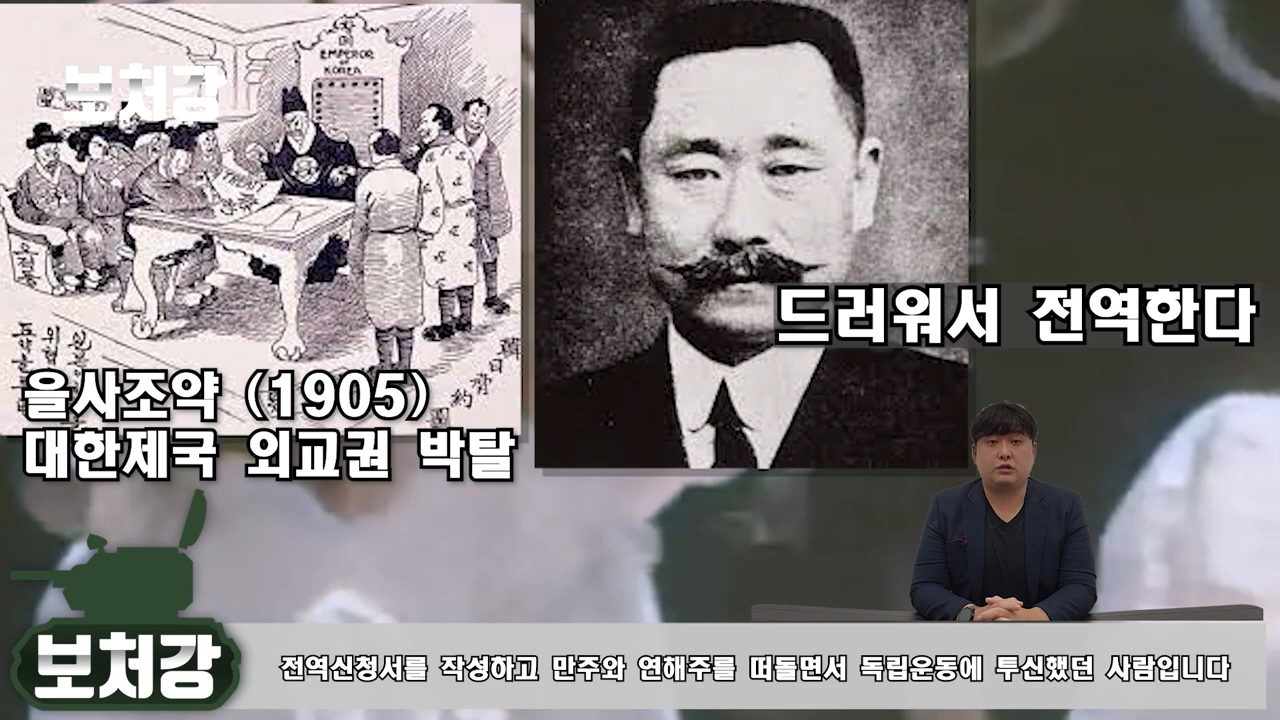 보처강
EMPEROR
OF
KOREA
드러워서 전역한다
을사조약 (1905)
대한제국 외교권 박탈
보처강
전역신청서를 작성하고 만주와 연해주를 떠돌면서 독립운동에 투신했던 사람입니다